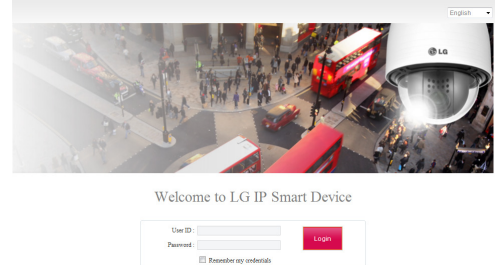 English
LG
Welcome to LG IP Smart Device
User ID :
Password :
Login
Remember my credentials